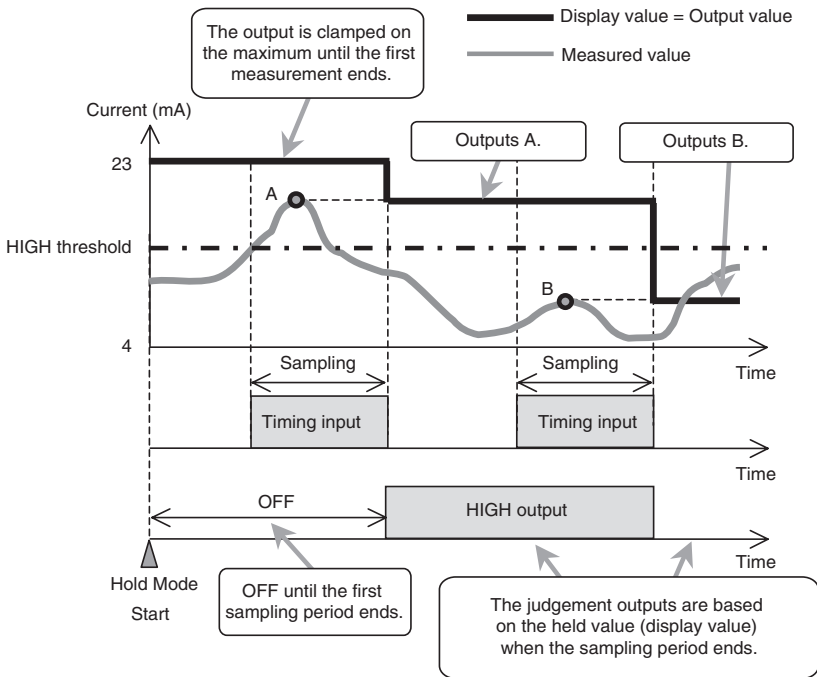 The output is clamped on
the maximum until the first
measurement ends.
Display value = Output value
Measured value
Current (mA)
Outputs A.
Outputs B.
23
A
HIGH threshold
B
4
Time
Sampling
Sampling
Timing input
Timing input
Time
OFF
HIGH output
Time
Hold Mode
Start
OFF until the first
sampling period ends.
The judgement outputs are based
on the held value (display value)
when the sampling period ends.